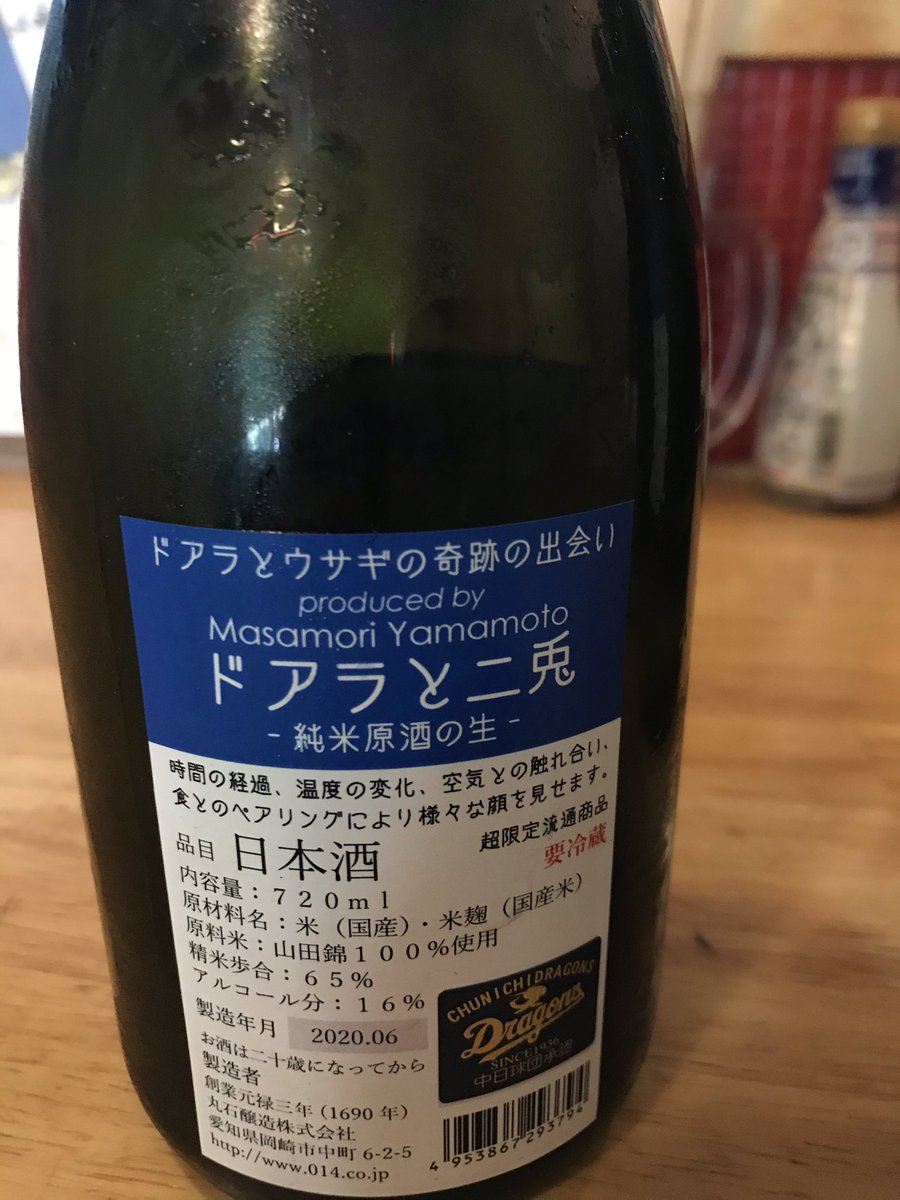 ドアラとウサギの奇跡の出会い
produced by
Masamori Yamamoto
ドアラと二兎
- 純米原酒の生 -
時間の経過、温度の変化、空気との触れ合い、
食とのペアリングにより様々な顔を見せます。
超限定流通商品
品目 日本酒
要冷蔵
内容量：７２０ｍｌ
原材料名：米（国産）・米麹（国産米）
原料米：山田錦１００％使用
精米歩合：６５％
アルコール分：１６％
製造年月 2020.06
お酒は二十歳になってから
製造者
創業元禄三年（1690 年）
丸石醸造株式会社
愛知県岡崎市中町 6-2-5
http://www.014.co.jp
CHUNICHI DRAGONS
Dragons
SINCE1936
中日球団承認
4 953867 293794